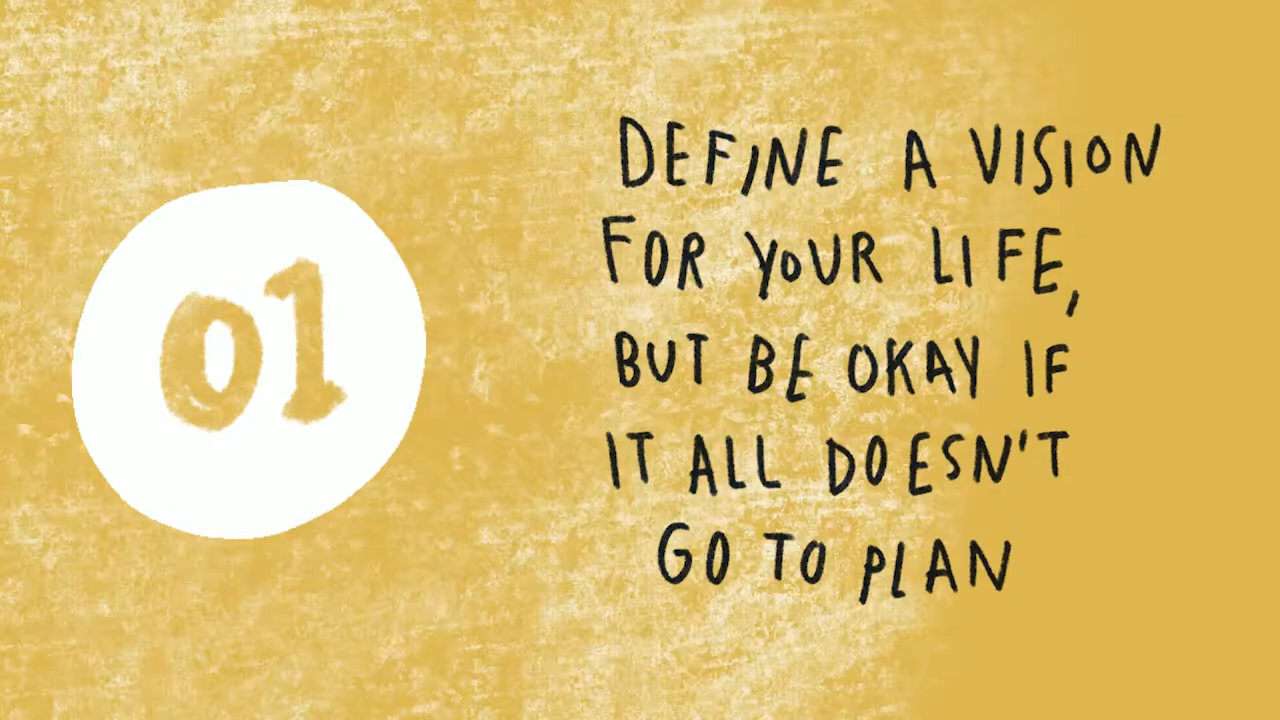 01
DEFINE A VISION
FOR YOUR LIFE,
BUT BE OKAY IF
IT ALL DOESN'T
GO TO PLAN